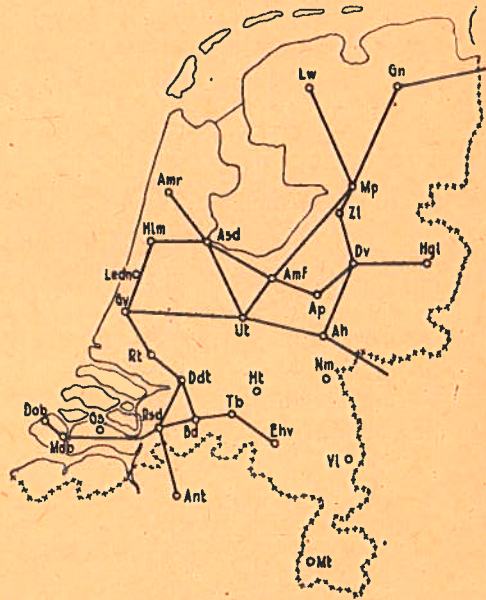 Lw
Gn
Amr
Mp
Zl
Hlm
Asd
Dv
Hgl
Ledn
Amf
Ap
Gv
Ut
Ah
Rt
Nm
Ddt
Ht
Tb
Dob
Gs
Rsd
Bd
Mdb
Ehv
Vl
Ant
Mt